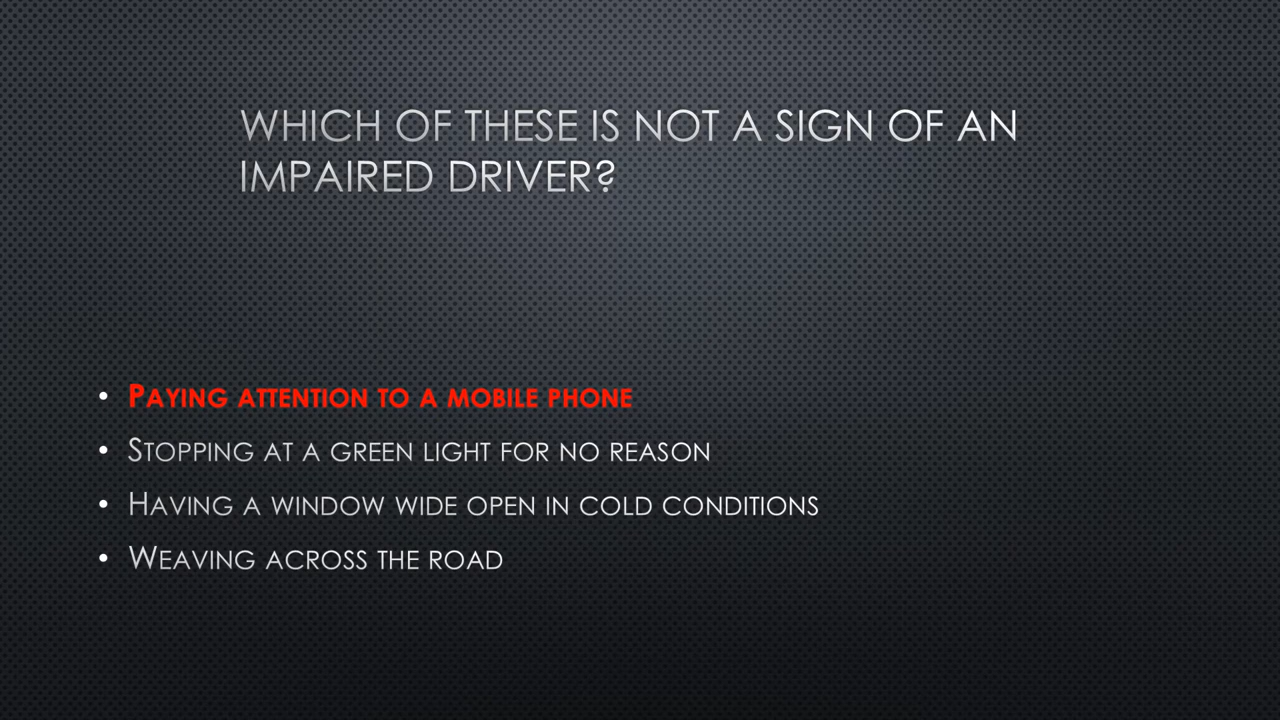 WHICH OF THESE IS NOT A SIGN OF AN
IMPAIRED DRIVER?
• PAYING ATTENTION TO A MOBILE PHONE
• STOPPING AT A GREEN LIGHT FOR NO REASON
• HAVING A WINDOW WIDE OPEN IN COLD CONDITIONS
• WEAVING ACROSS THE ROAD